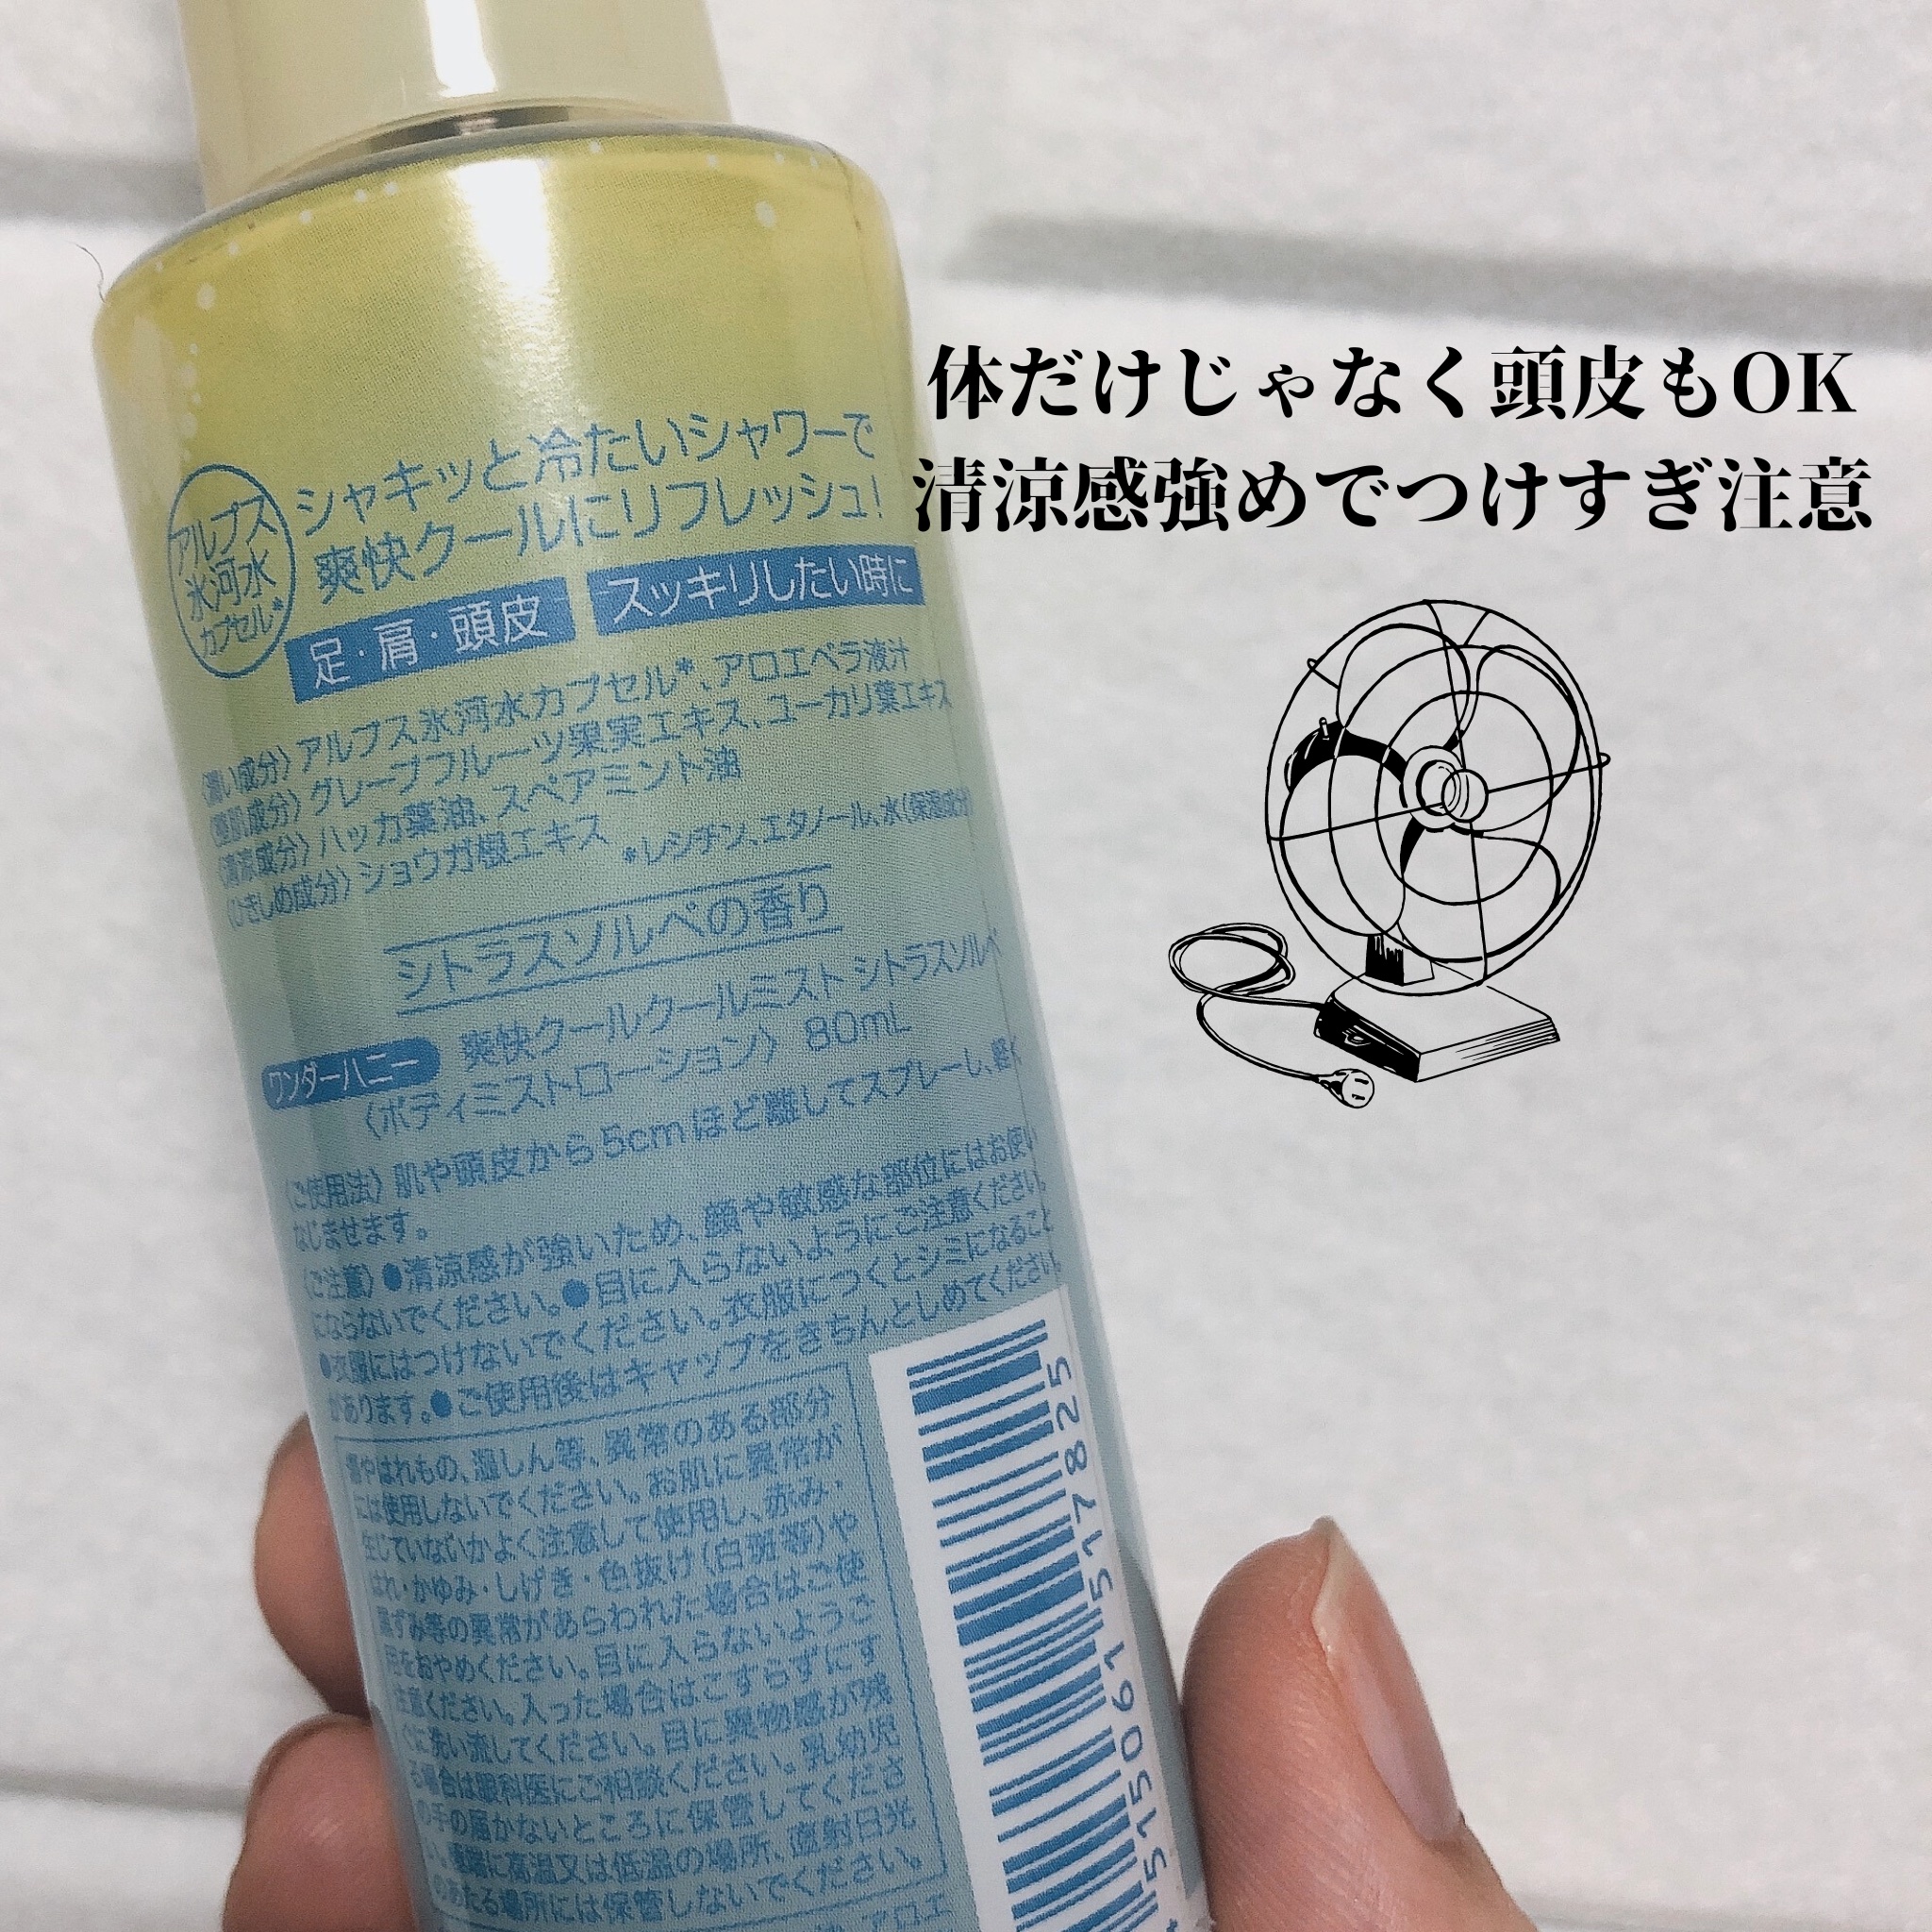 体だけじゃなく頭皮もOK
清涼感強めでつけすぎ注意
アルプス
氷河水
カプセル*
シャキッと冷たいシャワーで
爽快クールにリフレッシュ!
足・肩・頭皮 スッキリしたい時に
〈潤い成分〉アルプス氷河水カプセル*、アロエベラ液汁
〈整肌成分〉グレープフルーツ果実エキス、ユーカリ葉エキス
〈清涼成分〉ハッカ葉油、スペアミント油
〈ひきしめ成分〉ショウガ根エキス *レシチン、エタノール、水(保湿成分)
シトラスソルベの香り
ワンダーハニー 爽快クールクールミスト シトラスソルベ
〈ボディミストローション〉 80mL
〈ご使用法〉肌や頭皮から5cmほど離してスプレーし、軽く
なじませます。
〈ご注意〉●清涼感が強いため、顔や敏感な部位にはお使い
にならないでください。●目に入らないようにご注意ください。
●衣服にはつけないでください。衣服につくとシミになること
があります。●ご使用後はキャップをきちんとしめてください。
傷やはれもの、湿しん等、異常のある部分
には使用しないでください。お肌に異常が
生じていないかよく注意して使用し、赤み・
はれ・かゆみ・しげき・色抜け(白斑等)や
黒ずみ等の異常があらわれた場合はご使
用をおやめください。目に入らないようご
注意ください。入った場合はこすらずにす
ぐに洗い流してください。目に異物感が残
る場合は眼科医にご相談ください。乳幼児
の手の届かないところに保管してくださ
い。極端に高温又は低温の場所、直射日光
のあたる場所には保管しないでください。
アロエ
515061 517825